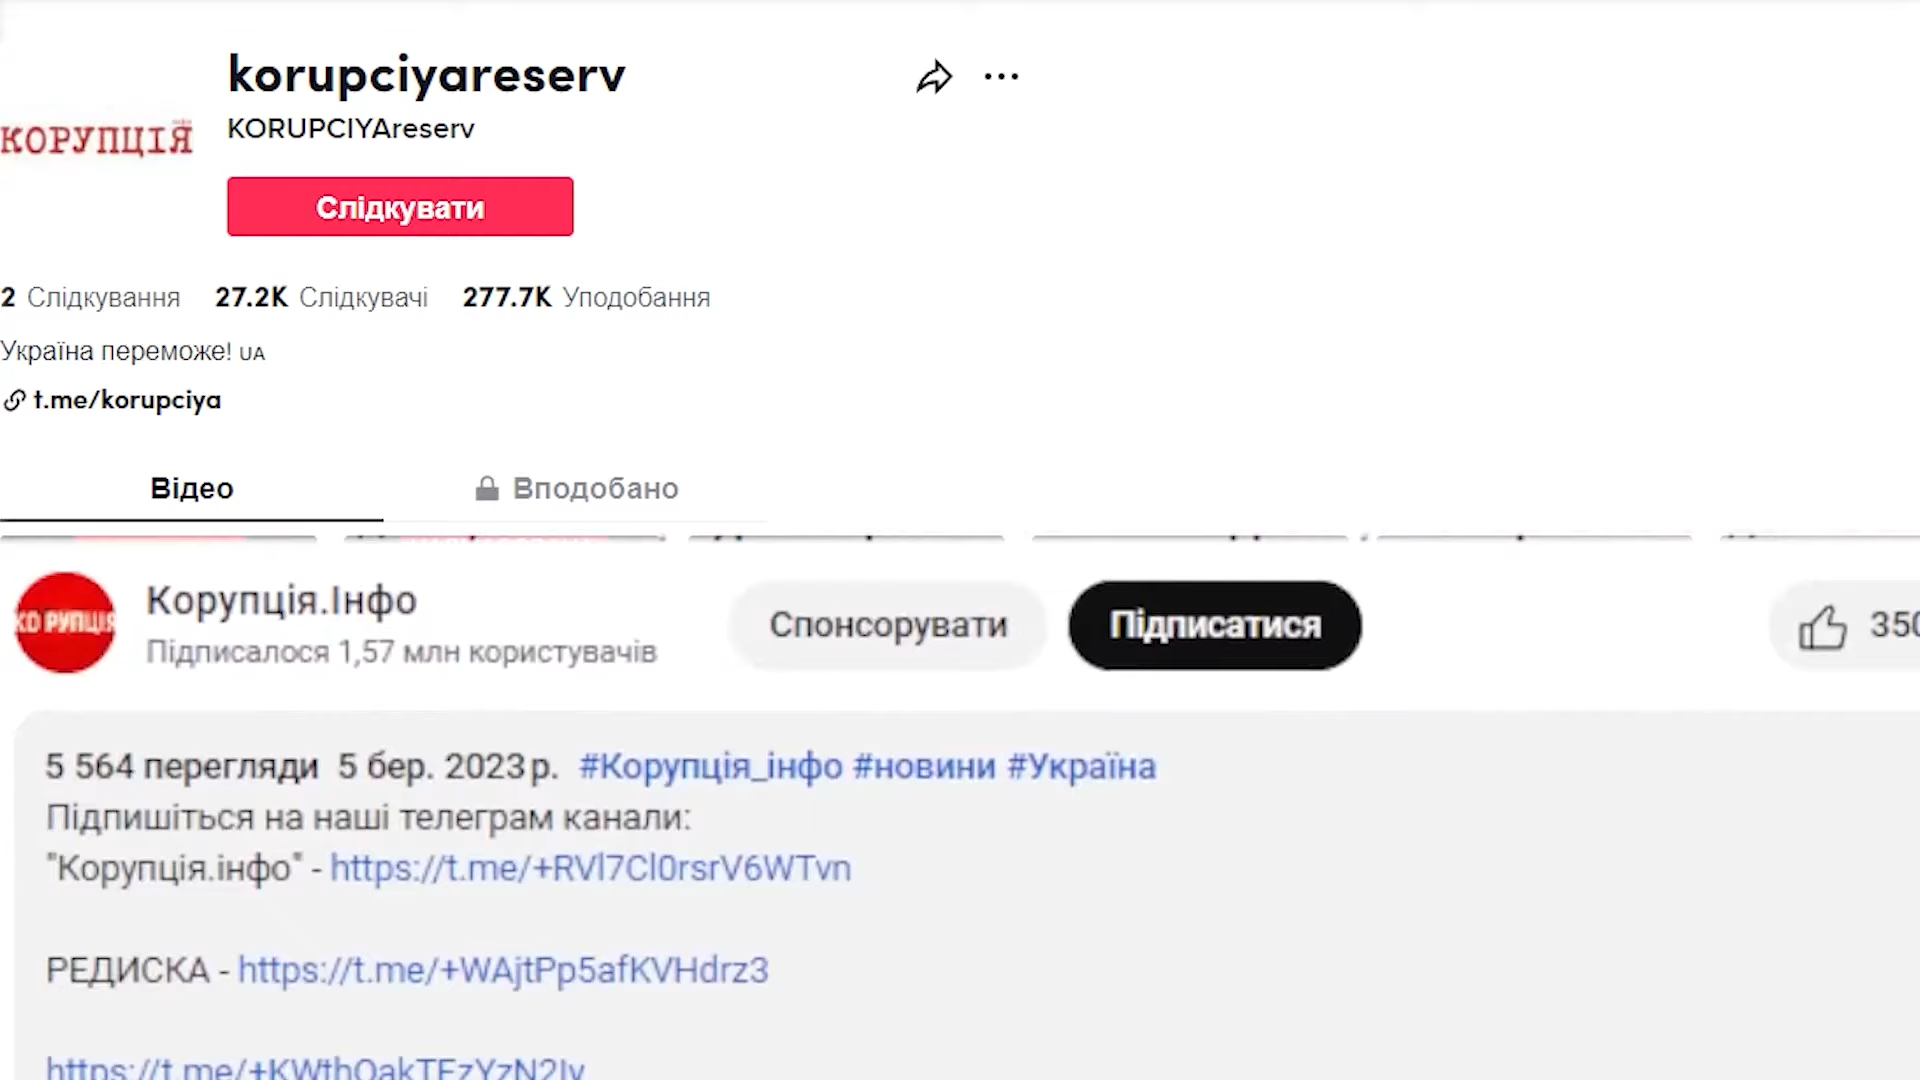 korupciyareserv
KORUPCIYAreserv
КОРУПЦІЯ
Слідкувати
2 Слідкування 27.2K Слідкувачі 277.7K Уподобання
Україна переможе! UA
t.me/korupciya
Відео Вподобано
КОРУПЦІЯ
Корупція.Інфо
Підписалося 1,57 млн користувачів
Спонсорувати
Підписатися
350
5 564 перегляди 5 бер. 2023 р. #Корупція_інфо #новини #Україна
Підпишіться на наші телеграм канали:
"Корупція.інфо" - https://t.me/+RVl7Cl0rsrV6WTvn
РЕДИСКА - https://t.me/+WAjtPp5afKVHdrz3